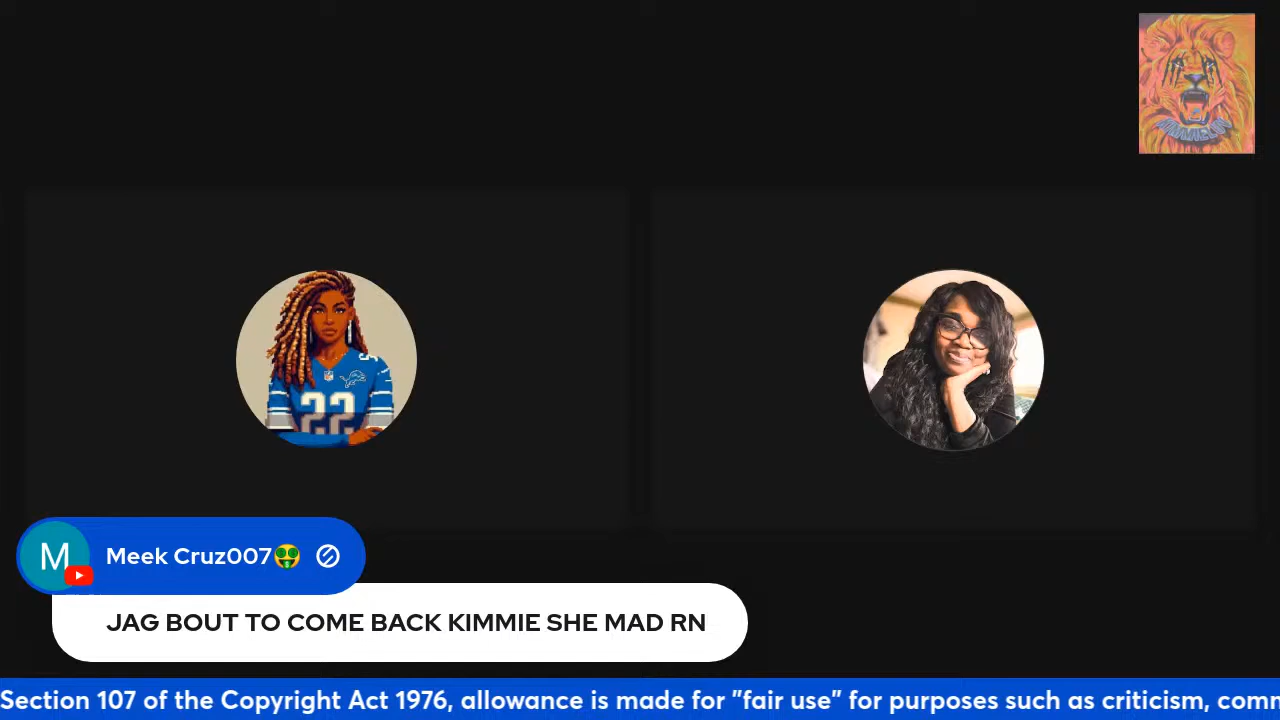 22
M
Meek Cruz007🤑
JAG BOUT TO COME BACK KIMMIE SHE MAD RN
Section 107 of the Copyright Act 1976, allowance is made for "fair use" for purposes such as criticism, comm